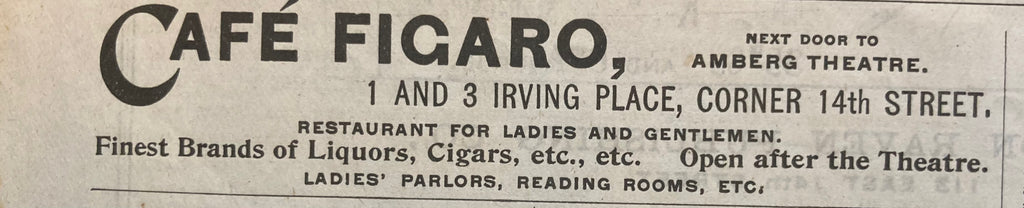 CAFÉ FIGARO,
NEXT DOOR TO
AMBERG THEATRE.
1 AND 3 IRVING PLACE, CORNER 14th STREET.
RESTAURANT FOR LADIES AND GENTLEMEN.
Finest Brands of Liquors, Cigars, etc., etc. Open after the Theatre.
LADIES' PARLORS, READING ROOMS, ETC.